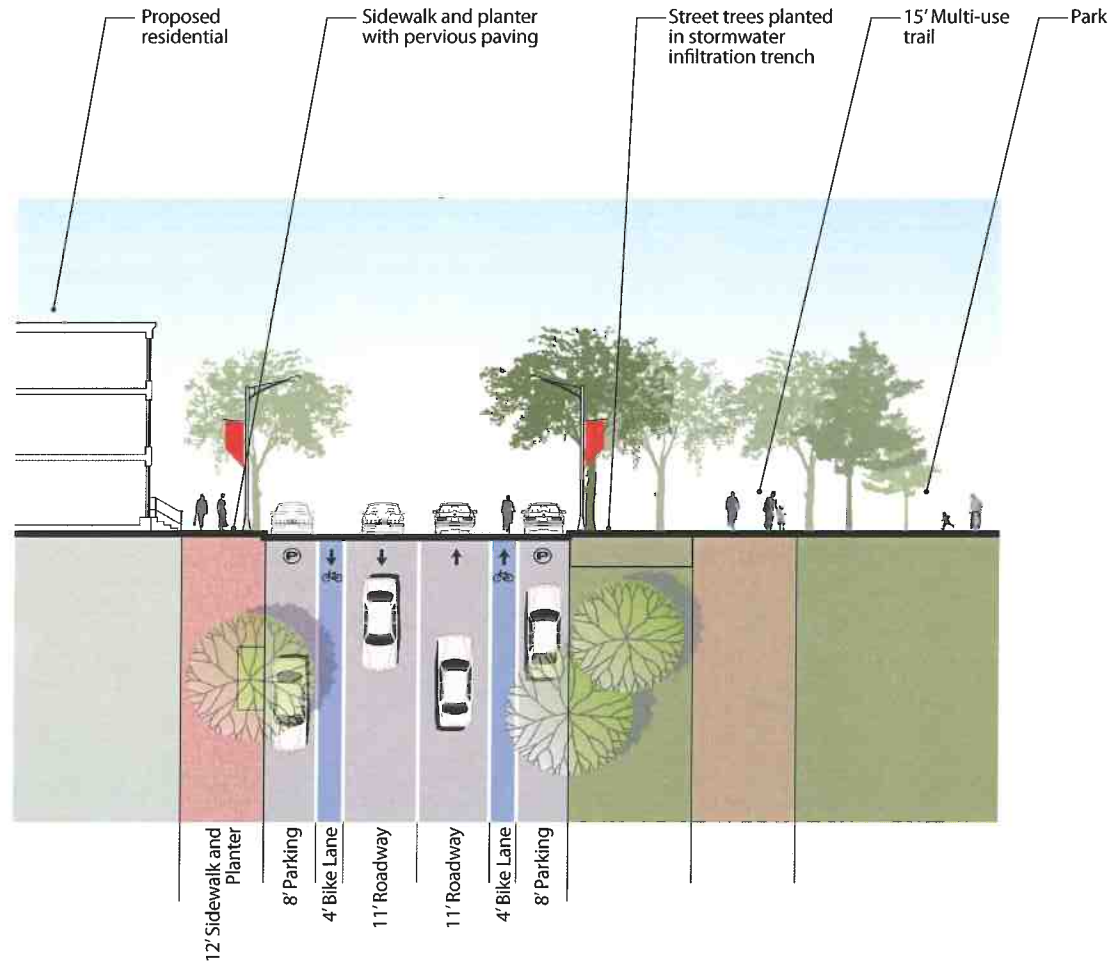 Proposed
residential
Sidewalk and planter
with pervious paving
Street trees planted
in stormwater
infiltration trench
15' Multi-use
trail
Park
P
P
12' Sidewalk and
Planter
8' Parking
4' Bike Lane
11' Roadway
11' Roadway
4' Bike Lane
8' Parking